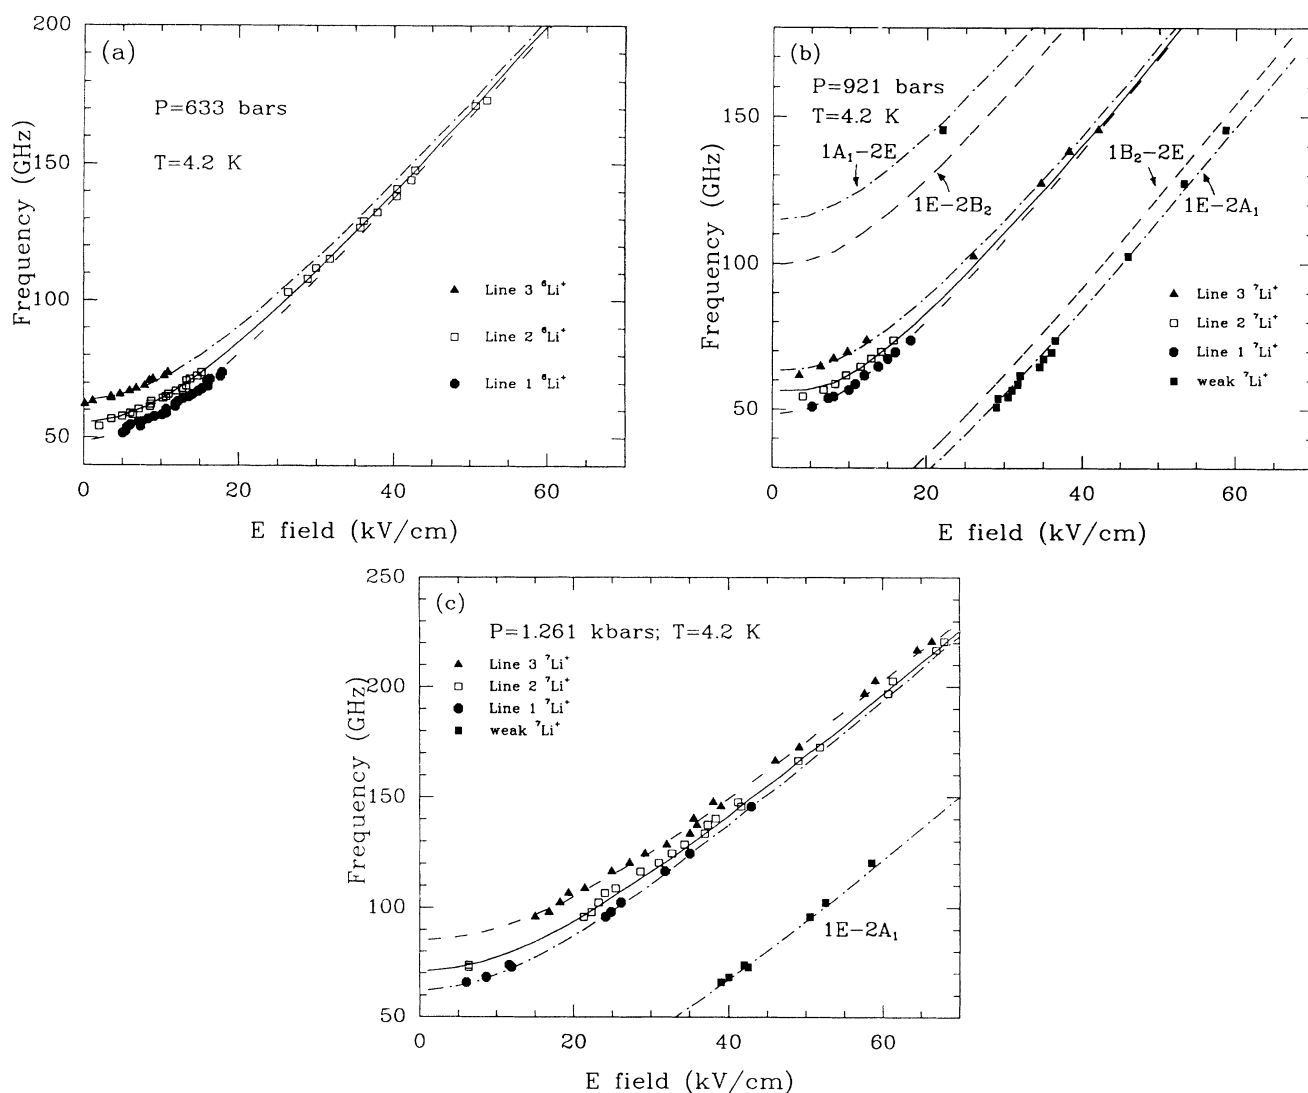 (a)
P=633 bars
T=4.2 K
Line 3 ⁶Li⁺
Line 2 ⁶Li⁺
Line 1 ⁶Li⁺
200
150
100
50
0
20
40
60
Frequency (GHz)
E field (kV/cm)
(b)
P=921 bars
T=4.2 K
1A₁-2E
1E-2B₂
1B₂-2E
1E-2A₁
Line 3 ⁷Li⁺
Line 2 ⁷Li⁺
Line 1 ⁷Li⁺
weak ⁷Li⁺
150
100
50
0
20
40
60
Frequency (GHz)
E field (kV/cm)
(c)
P=1.261 kbars; T=4.2 K
Line 3 ⁷Li⁺
Line 2 ⁷Li⁺
Line 1 ⁷Li⁺
weak ⁷Li⁺
1E-2A₁
250
200
150
100
50
0
20
40
60
Frequency (GHz)
E field (kV/cm)